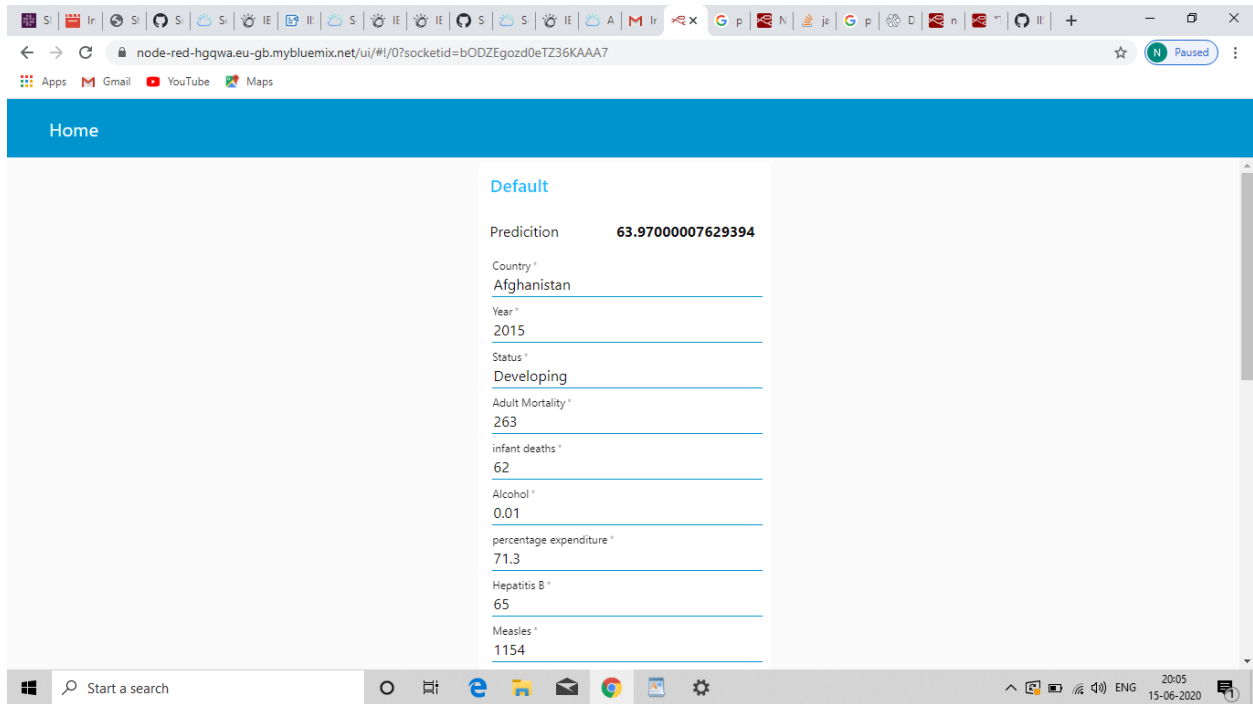 node-red-hgqwa.eu-gb.mybluemix.net/ui/#!/0?socketid=bODZEgozd0eTZ36KAAA7
N Paused
Apps Gmail YouTube Maps
Home
Default
Predicition 63.97000007629394
Country *
Afghanistan
Year *
2015
Status *
Developing
Adult Mortality *
263
infant deaths *
62
Alcohol *
0.01
percentage expenditure *
71.3
Hepatitis B *
65
Measles *
1154
Start a search
ENG
20:05
15-06-2020
1